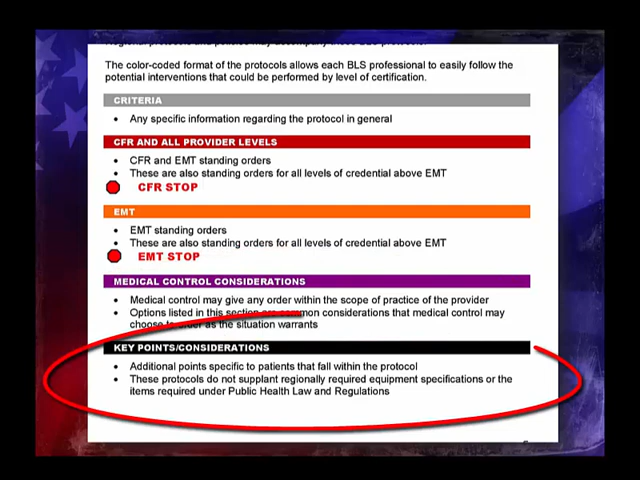 The color-coded format of the protocols allows each BLS professional to easily follow the
potential interventions that could be performed by level of certification.
CRITERIA
• Any specific information regarding the protocol in general
CFR AND ALL PROVIDER LEVELS
• CFR and EMT standing orders
• These are also standing orders for all levels of credential above EMT
CFR STOP
EMT
• EMT standing orders
• These are also standing orders for all levels of credential above EMT
EMT STOP
MEDICAL CONTROL CONSIDERATIONS
• Medical control may give any order within the scope of practice of the provider
• Options listed in this section are common considerations that medical control may
choose to order as the situation warrants
KEY POINTS/CONSIDERATIONS
• Additional points specific to patients that fall within the protocol
• These protocols do not supplant regionally required equipment specifications or the
items required under Public Health Law and Regulations